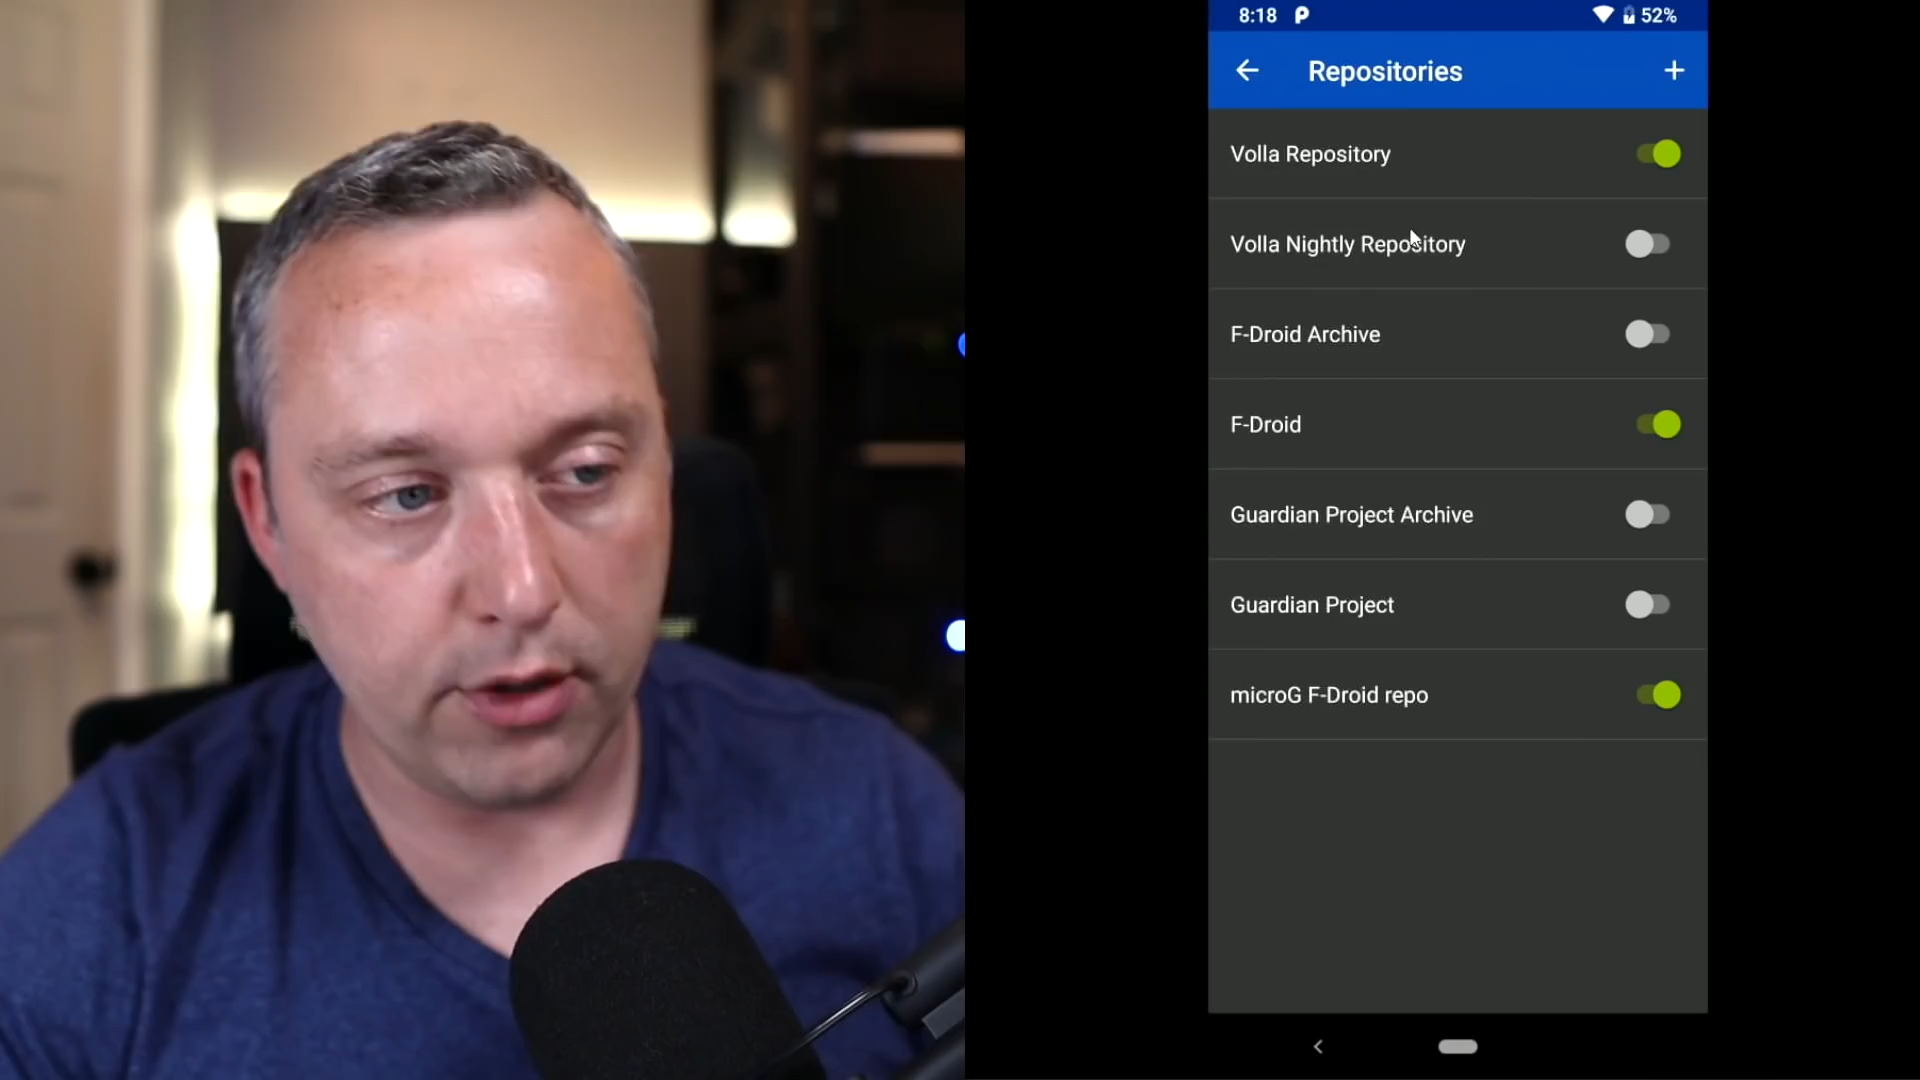 8:18 52%
Repositories
Volla Repository
Volla Nightly Repository
F-Droid Archive
F-Droid
Guardian Project Archive
Guardian Project
microG F-Droid repo